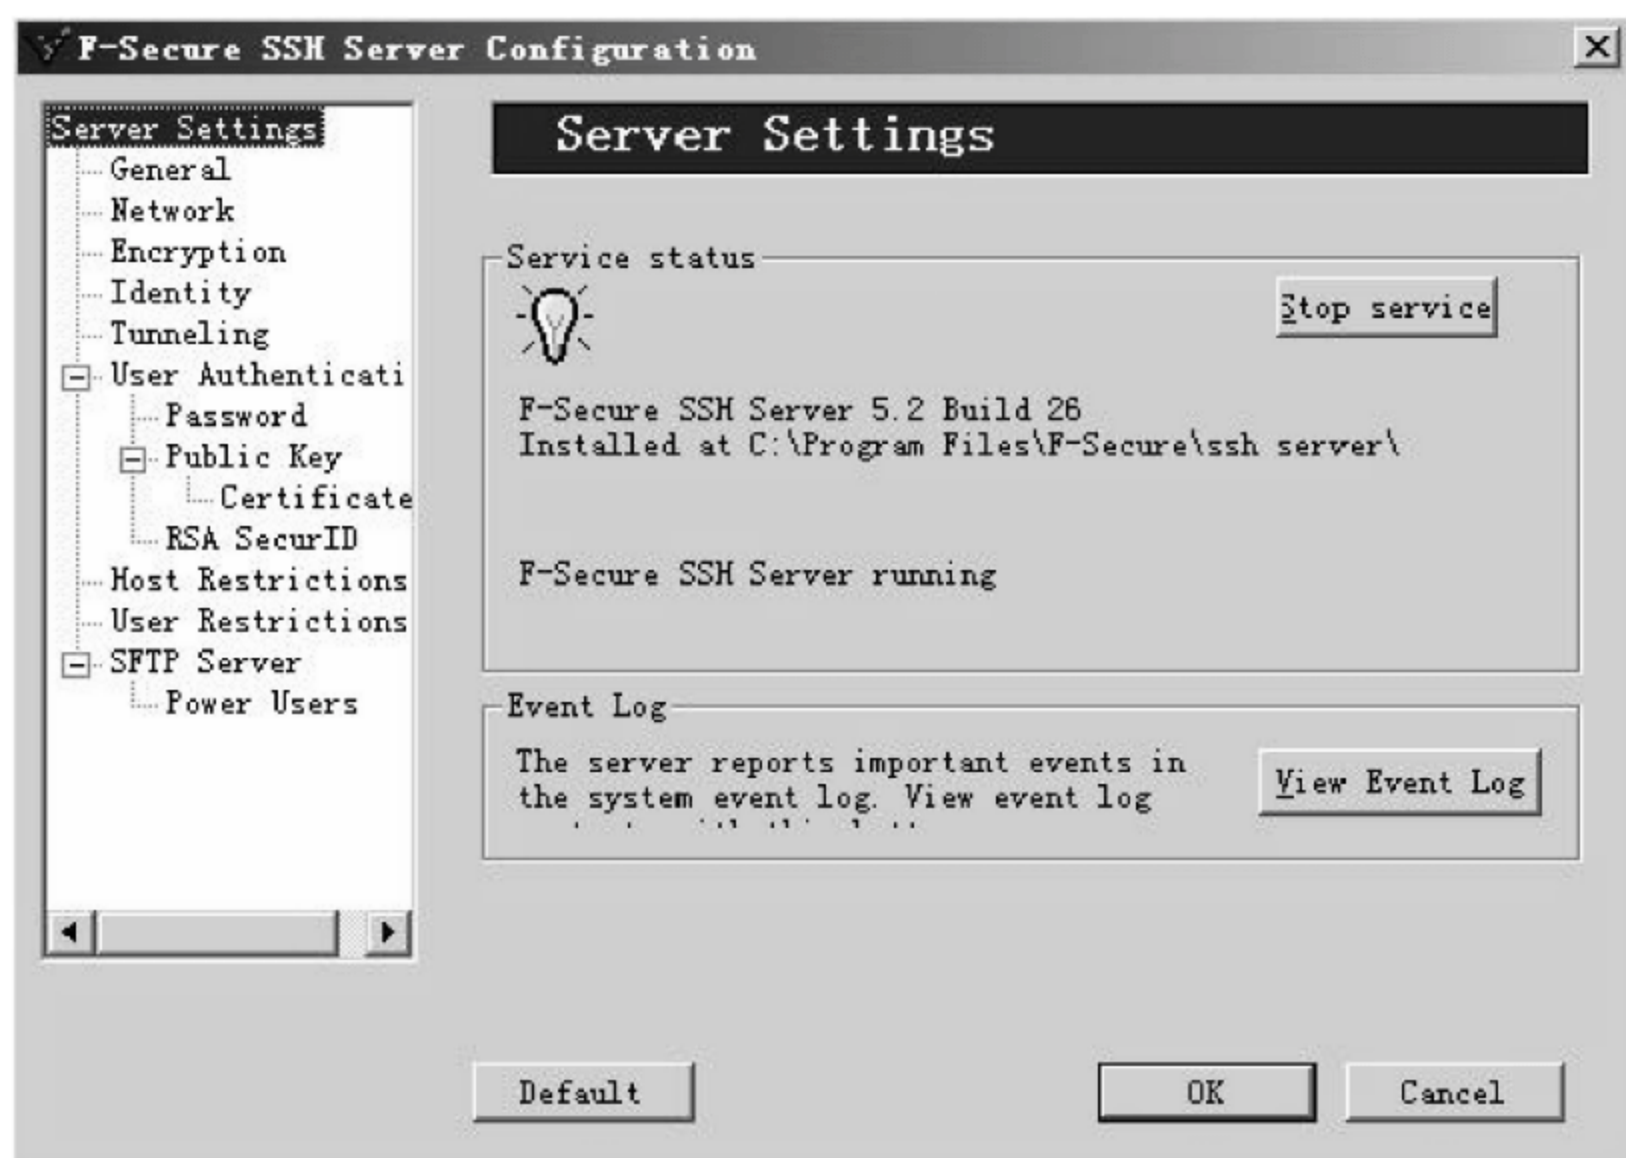 F-Secure SSH Server Configuration
Server Settings
General
Network
Encryption
Identity
Tunneling
User Authenticati
Password
Public Key
Certificate
RSA SecurID
Host Restrictions
User Restrictions
SFTP Server
Power Users
Server Settings
Service status
Stop service
F-Secure SSH Server 5.2 Build 26
Installed at C:\Program Files\F-Secure\ssh server\
F-Secure SSH Server running
Event Log
The server reports important events in
the system event log. View event log
View Event Log
Default
OK
Cancel